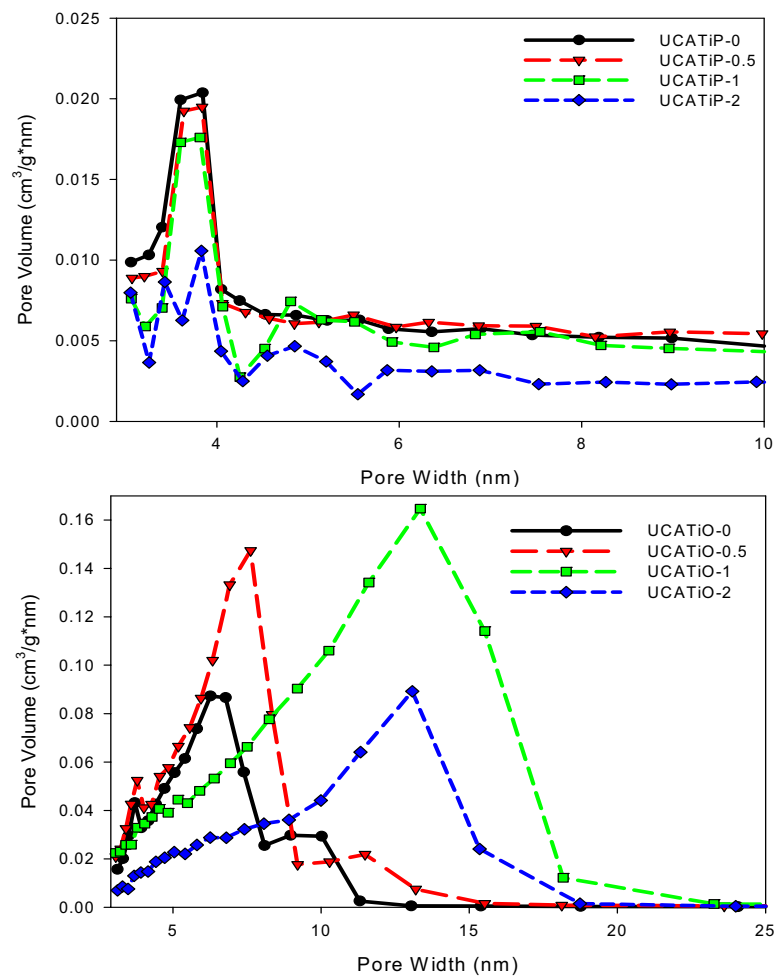 0.025
UCATiP-0
UCATiP-0.5
UCATiP-1
UCATiP-2
0.020
0.015
0.010
0.005
0.000
Pore Volume (cm³/g*nm)
4 6 8 10
Pore Width (nm)
0.16
UCATiO-0
UCATiO-0.5
UCATiO-1
UCATiO-2
0.14
0.12
0.10
0.08
0.06
0.04
0.02
0.00
Pore Volume (cm³/g*nm)
5 10 15 20 25
Pore Width (nm)